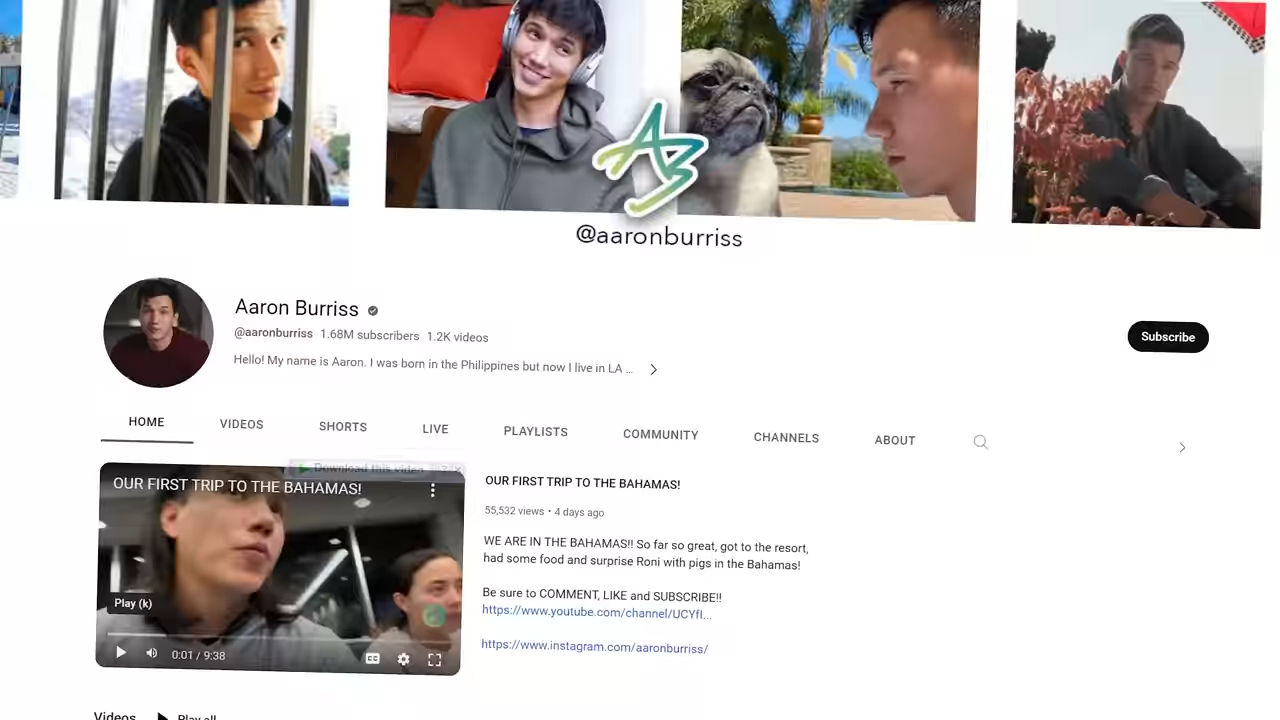 AB
@aaronburriss
Aaron Burriss
@aaronburriss 1.68M subscribers 1.2K videos
Hello! My name is Aaron. I was born in the Philippines but now I live in LA ...
Subscribe
HOME VIDEOS SHORTS LIVE PLAYLISTS COMMUNITY CHANNELS ABOUT
Download this video
OUR FIRST TRIP TO THE BAHAMAS!
Play (k)
0:01 / 9:38
CC
OUR FIRST TRIP TO THE BAHAMAS!
55,532 views • 4 days ago
WE ARE IN THE BAHAMAS!! So far so great, got to the resort,
had some food and surprise Roni with pigs in the Bahamas!
Be sure to COMMENT, LIKE and SUBSCRIBE!!
https://www.youtube.com/channel/UCYfI...
https://www.instagram.com/aaronburriss/
Videos Play all